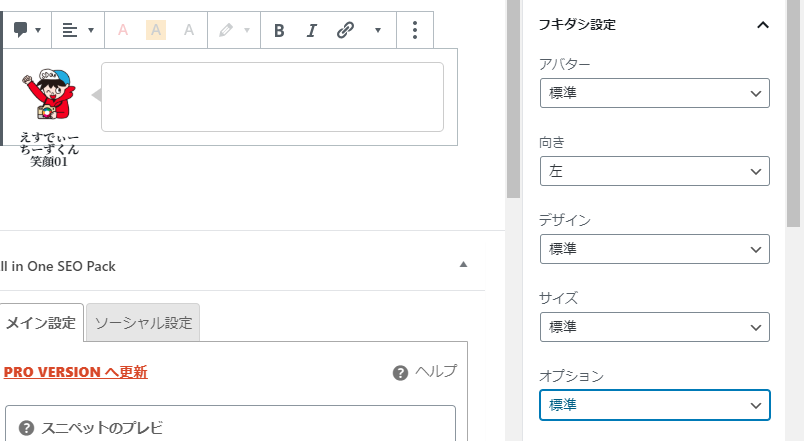 A A A B I
えすでぃー
ちーずくん
笑顔01
ll in One SEO Pack
メイン設定 ソーシャル設定
PRO VERSION へ更新
? ヘルプ
? スニペットのプレビ
フキダシ設定
アバター
標準
向き
左
デザイン
標準
サイズ
標準
オプション
標準